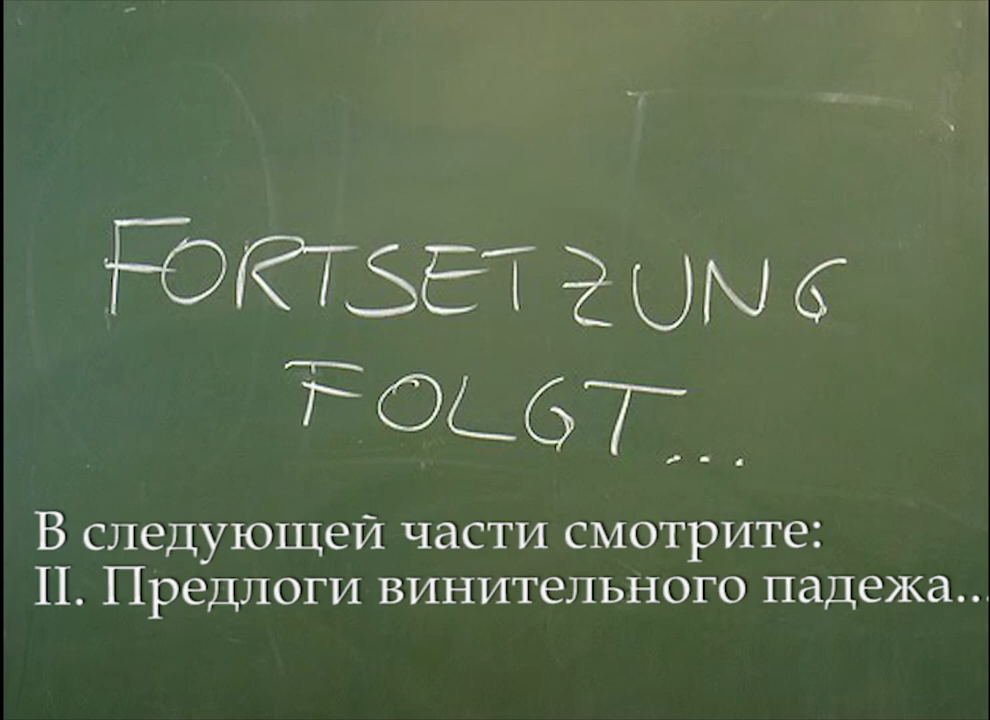 FORTSETZUNG
FOLGT...
В следующей части смотрите:
II. Предлоги винительного падежа...